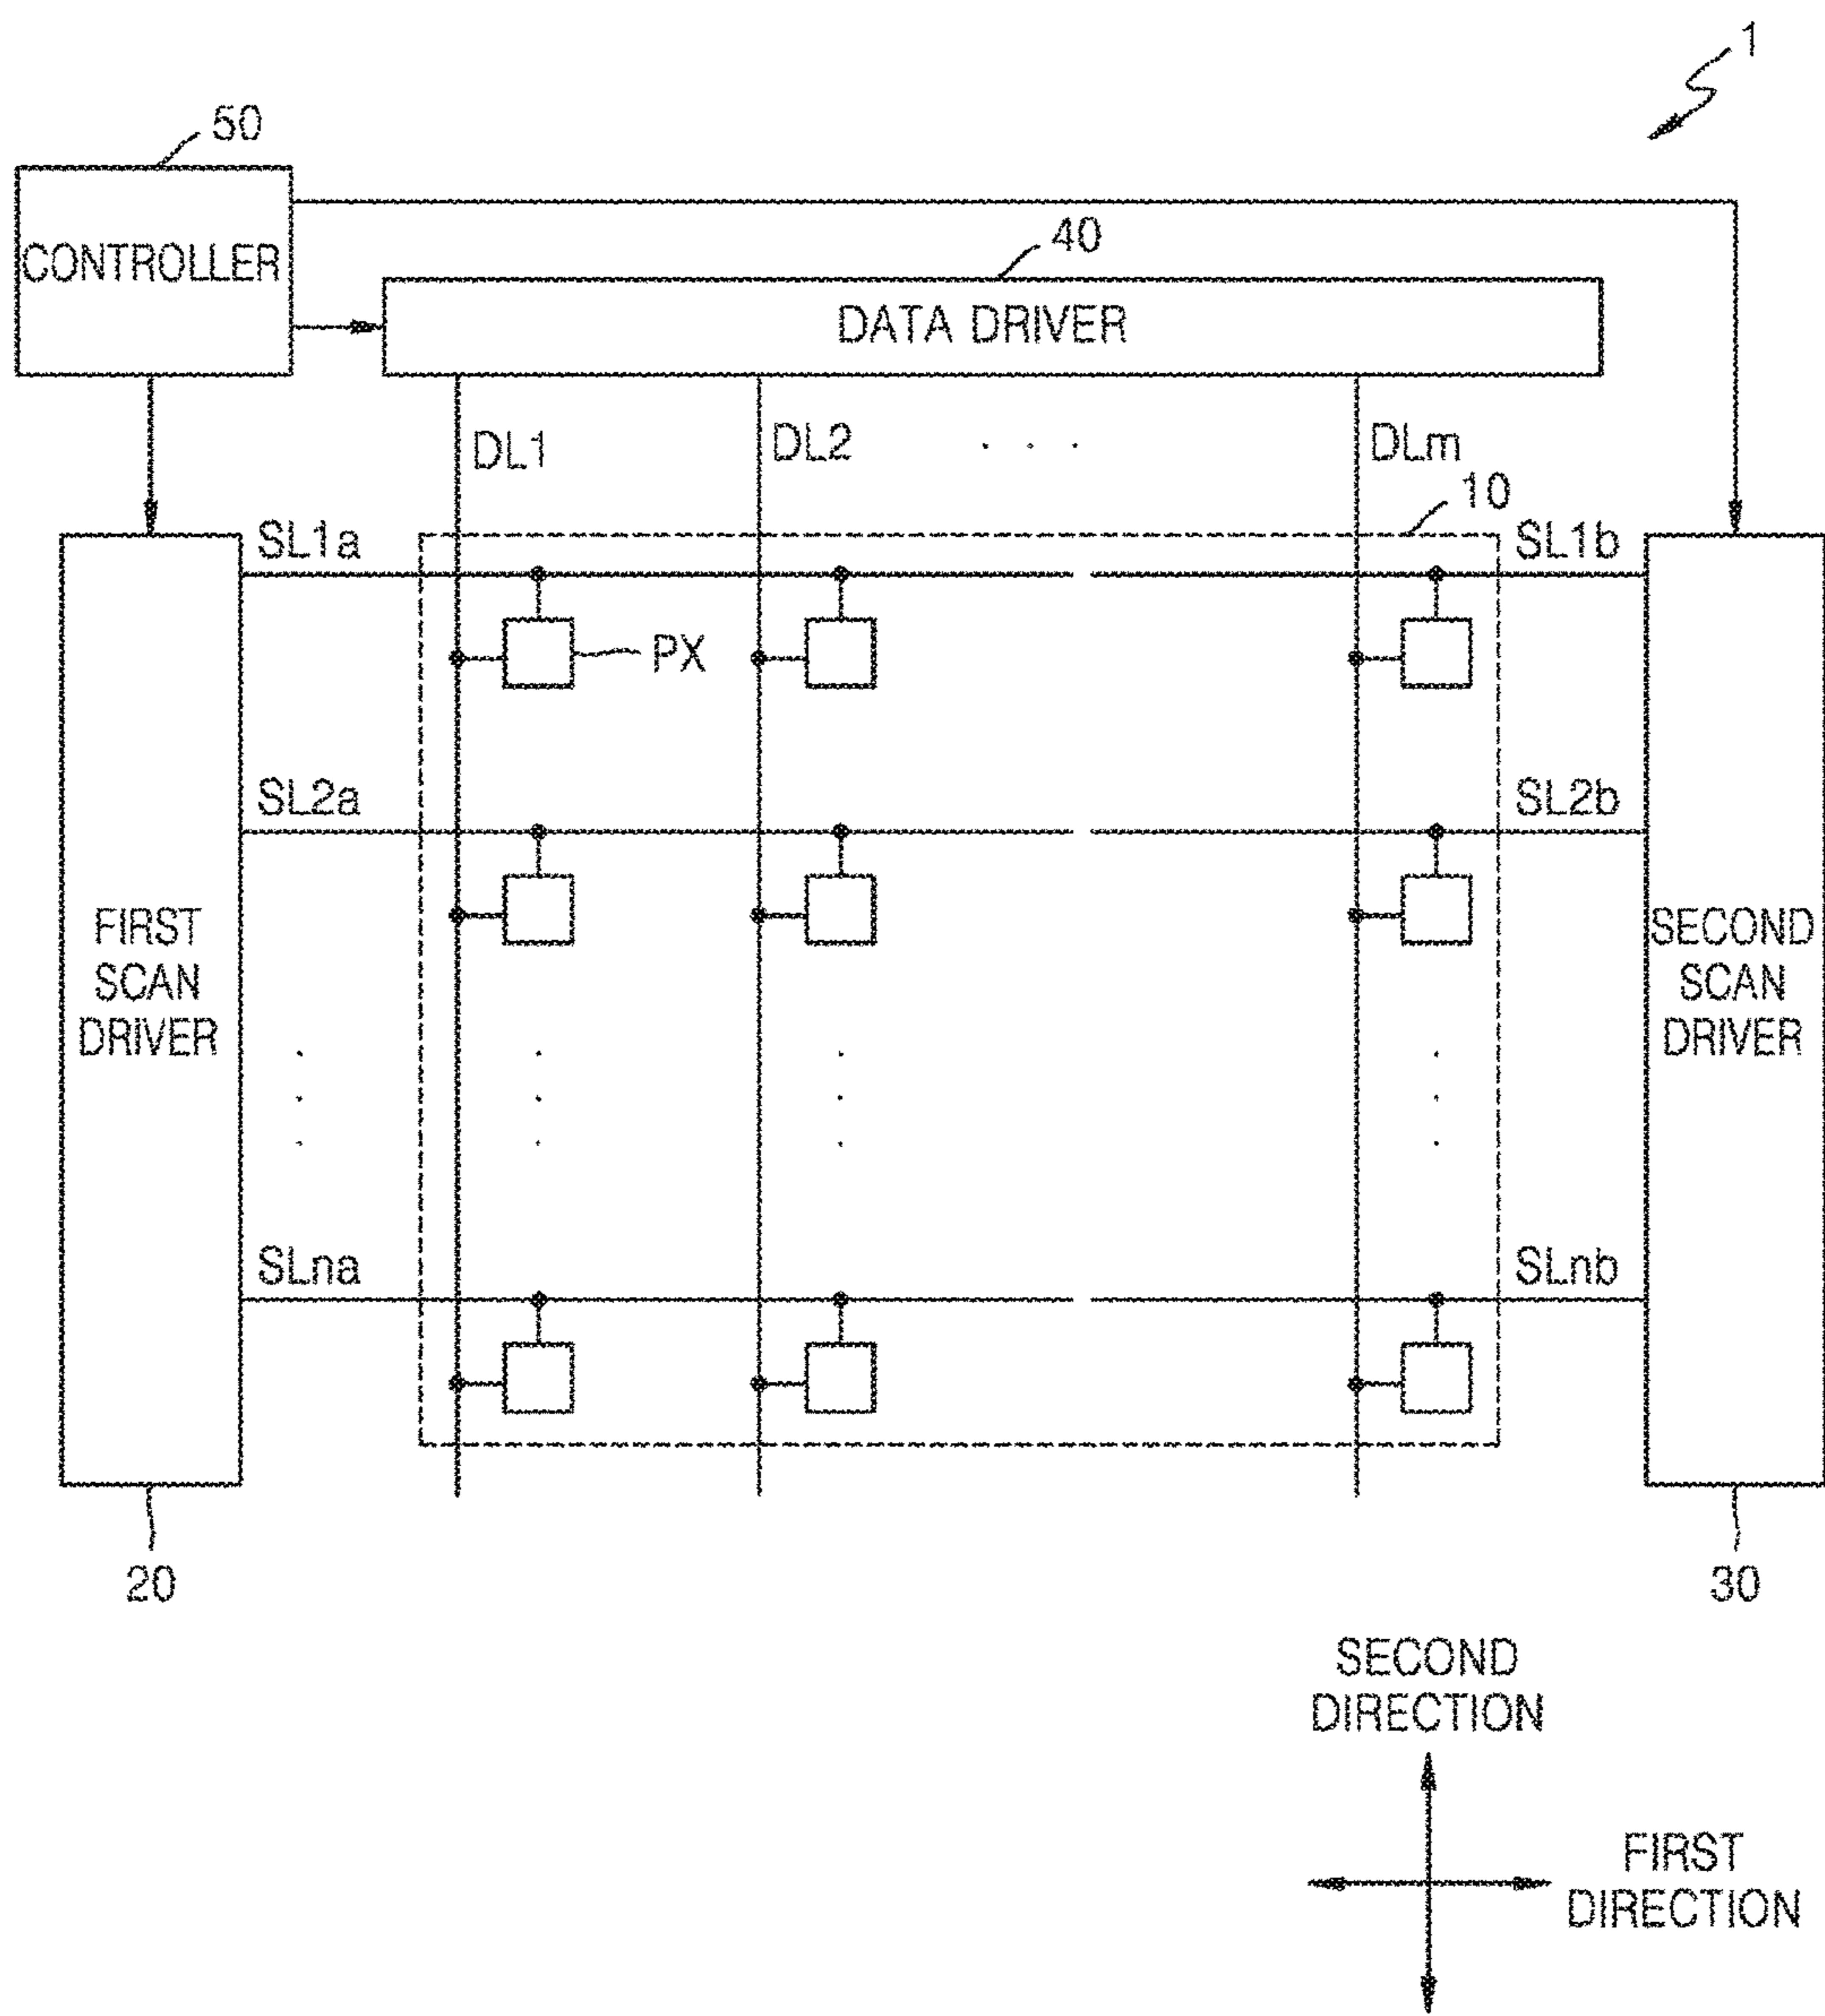 1
50
CONTROLLER
40
DATA DRIVER
DL1
DL2
. . .
DLm
10
SL1a
SL1b
PX
SL2a
SL2b
FIRST
SCAN
DRIVER
SECOND
SCAN
DRIVER
SLna
SLnb
20
30
SECOND
DIRECTION
FIRST
DIRECTION